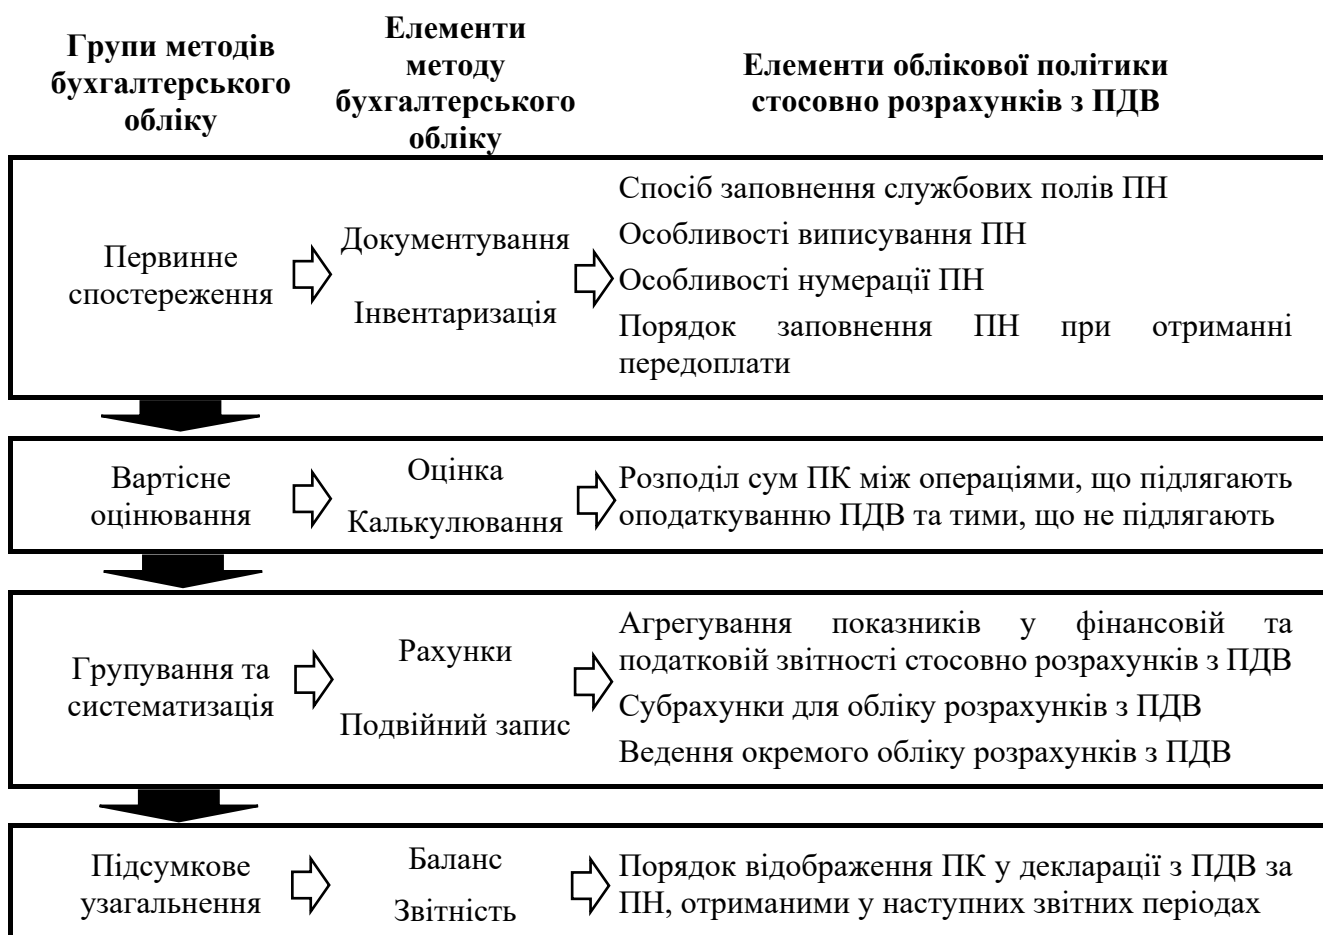 Групи методів
бухгалтерського
обліку
Елементи
методу
бухгалтерського
обліку
Елементи облікової політики
стосовно розрахунків з ПДВ
Первинне
спостереження
Документування
Інвентаризація
Спосіб заповнення службових полів ПН
Особливості виписування ПН
Особливості нумерації ПН
Порядок заповнення ПН при отриманні
передоплати
Вартісне
оцінювання
Оцінка
Калькулювання
Розподіл сум ПК між операціями, що підлягають
оподаткуванню ПДВ та тими, що не підлягають
Групування та
систематизація
Рахунки
Подвійний запис
Агрегування показників у фінансовій та
податковій звітності стосовно розрахунків з ПДВ
Субрахунки для обліку розрахунків з ПДВ
Ведення окремого обліку розрахунків з ПДВ
Підсумкове
узагальнення
Баланс
Звітність
Порядок відображення ПК у декларації з ПДВ за
ПН, отриманими у наступних звітних періодах